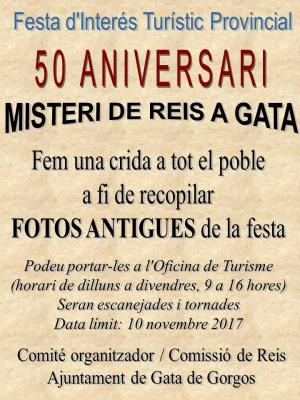 Festa d'Interés Turístic Provincial
50 ANIVERSARI
MISTERI DE REIS A GATA
Fem una crida a tot el poble
a fi de recopilar
FOTOS ANTIGUES de la festa
Podeu portar-les a l'Oficina de Turisme
(horari de dilluns a divendres, 9 a 16 hores)
Seran escanejades i tornades
Data límit: 10 novembre 2017
Comité organitzador / Comissió de Reis
Ajuntament de Gata de Gorgos